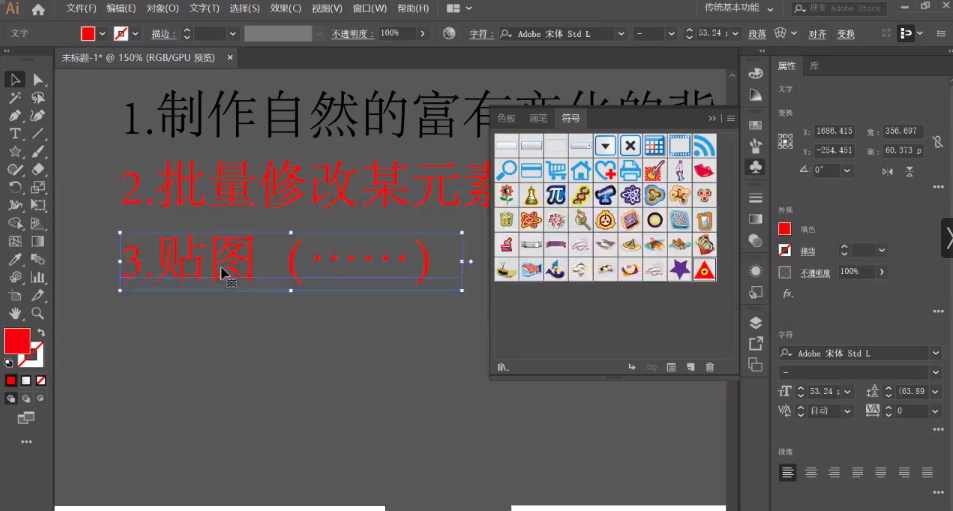 Ai 文件(F) 编辑(E) 对象(O) 文字(T) 选择(S) 效果(C) 视图(V) 窗口(W) 帮助(H) 传统基本功能 搜索 Adobe Stock
文字 描边: 不透明度: 100% 字符: Adobe 宋体 Std L - 53.24 p 段落 对齐 变换
未标题-1* @ 150% (RGB/GPU 预览) ×
1.制作自然的富有变化的背
2.批量修改某元素
3.贴图（……）
色板 画笔 符号
属性 库
文字
变换
X: 1686.415 宽: 356.697
Y: -254.451 高: 60.373 p
0°
外观
填色
描边
不透明度 100%
fx.
字符
Adobe 宋体 Std L
-
53.24 p (63.89
自动 0
段落